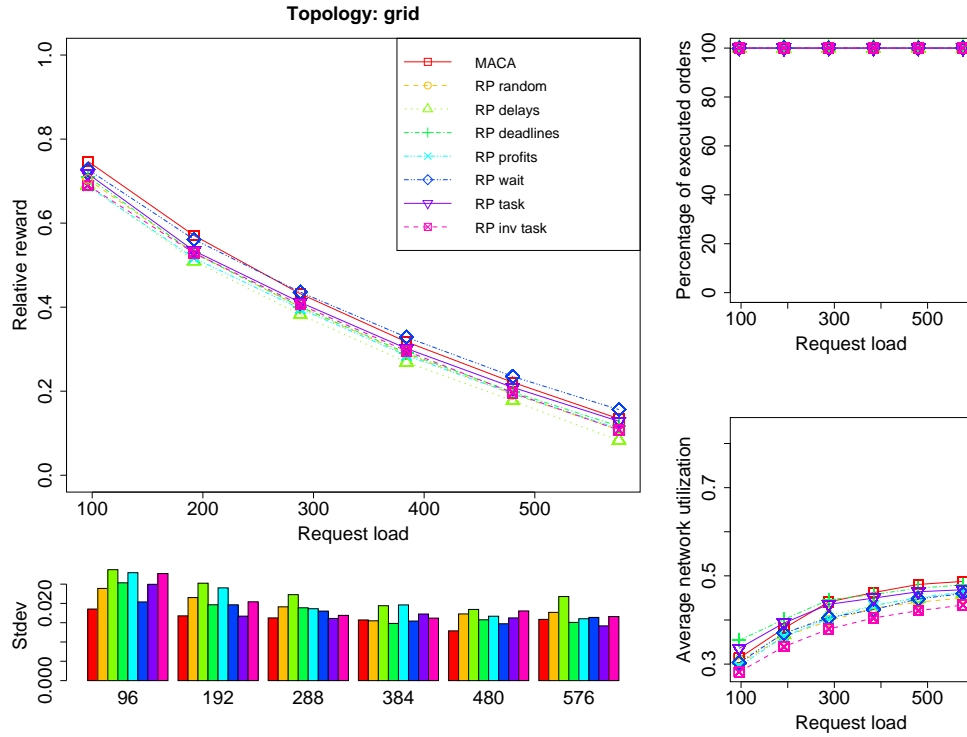 Topology: grid
Relative reward
0.0 0.2 0.4 0.6 0.8 1.0
MACA
RP random
RP delays
RP deadlines
RP profits
RP wait
RP task
RP inv task
100 200 300 400 500
Request load
Stdev
0.000 0.020
96 192 288 384 480 576
Percentage of executed orders
0 20 40 60 80 100
100 300 500
Request load
Average network utilization
0.3 0.5 0.7
100 300 500
Request load